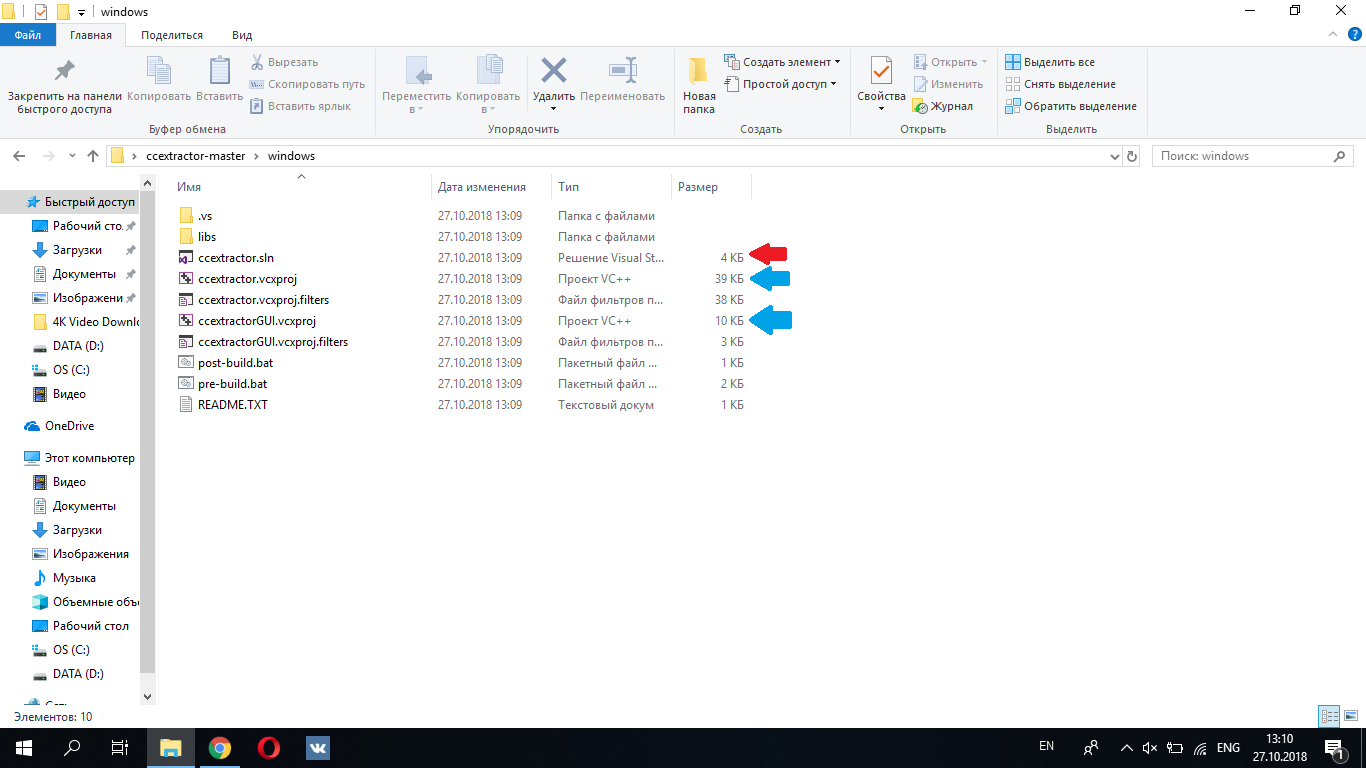 windows
Файл Главная Поделиться Вид
Закрепить на панели быстрого доступа
Копировать
Вставить
Вырезать
Скопировать путь
Вставить ярлык
Буфер обмена
Переместить в
Копировать в
Удалить
Переименовать
Упорядочить
Новая папка
Создать элемент
Простой доступ
Создать
Свойства
Открыть
Изменить
Журнал
Открыть
Выделить все
Снять выделение
Обратить выделение
Выделить
ccextractor-master windows
Поиск: windows
Быстрый доступ
Рабочий сто.
Загрузки
Документы
Изображени
4K Video Downlo
DATA (D:)
OS (C:)
Видео
OneDrive
Этот компьютер
Видео
Документы
Загрузки
Изображения
Музыка
Объемные объе
Рабочий стол
OS (C:)
DATA (D:)
Имя Дата изменения Тип Размер
.vs 27.10.2018 13:09 Папка с файлами
libs 27.10.2018 13:09 Папка с файлами
ccextractor.sln 27.10.2018 13:09 Решение Visual St... 4 КБ
ccextractor.vcxproj 27.10.2018 13:09 Проект VC++ 39 КБ
ccextractor.vcxproj.filters 27.10.2018 13:09 Файл фильтров п... 38 КБ
ccextractorGUI.vcxproj 27.10.2018 13:09 Проект VC++ 10 КБ
ccextractorGUI.vcxproj.filters 27.10.2018 13:09 Файл фильтров п... 3 КБ
post-build.bat 27.10.2018 13:09 Пакетный файл ... 1 КБ
pre-build.bat 27.10.2018 13:09 Пакетный файл ... 2 КБ
README.TXT 27.10.2018 13:09 Текстовый докум 1 КБ
Элементов: 10
EN
ENG
13:10
27.10.2018
1